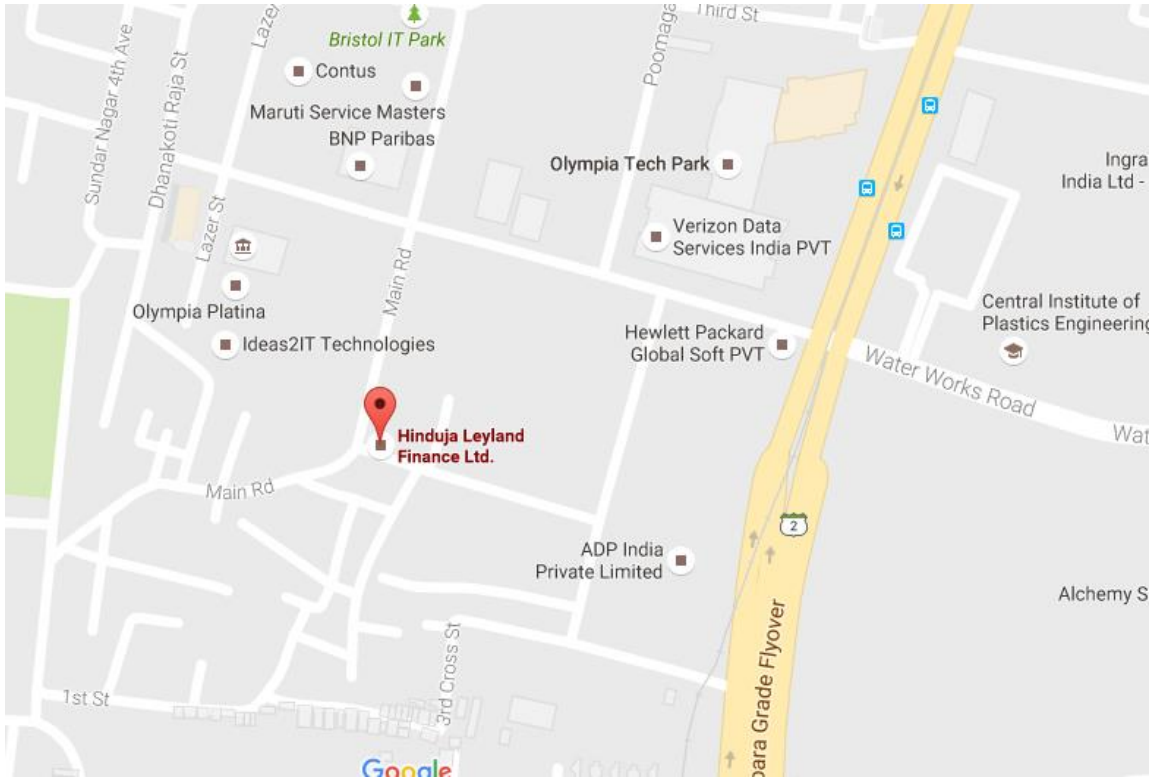 Third St
Bristol IT Park
Contus
Maruti Service Masters
BNP Paribas
Sundar Nagar 4th Ave
Dhanakoti Raja St
Lazer St
Olympia Tech Park
Ingra
India Ltd -
Verizon Data
Services India PVT
Main Rd
Olympia Platina
Ideas2IT Technologies
Hewlett Packard
Global Soft PVT
Central Institute of
Plastics Engineering
Water Works Road
Wat
Hinduja Leyland
Finance Ltd.
Main Rd
2
ADP India
Private Limited
Alchemy S
para Grade Flyover
3rd Cross St
1st St
Google